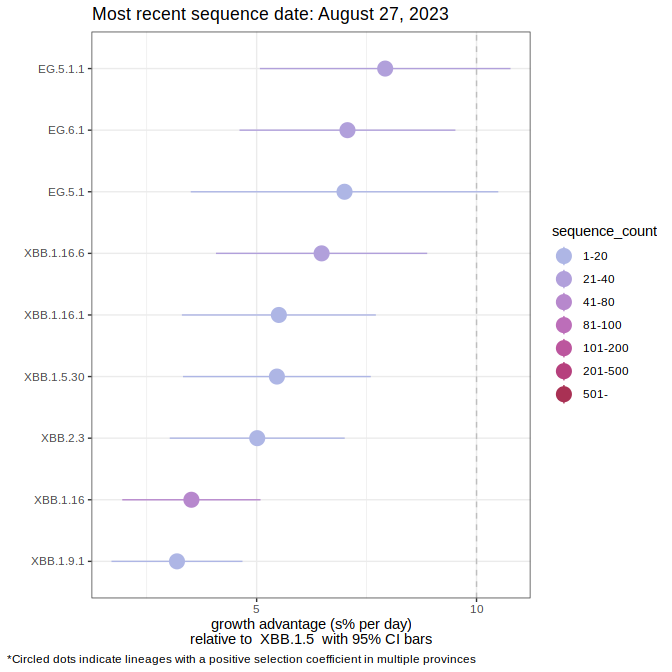 Most recent sequence date: August 27, 2023
EG.5.1.1
EG.6.1
EG.5.1
XBB.1.16.6
XBB.1.16.1
XBB.1.5.30
XBB.2.3
XBB.1.16
XBB.1.9.1
5
10
growth advantage (s% per day)
relative to XBB.1.5 with 95% CI bars
*Circled dots indicate lineages with a positive selection coefficient in multiple provinces
sequence_count
1-20
21-40
41-80
81-100
101-200
201-500
501-